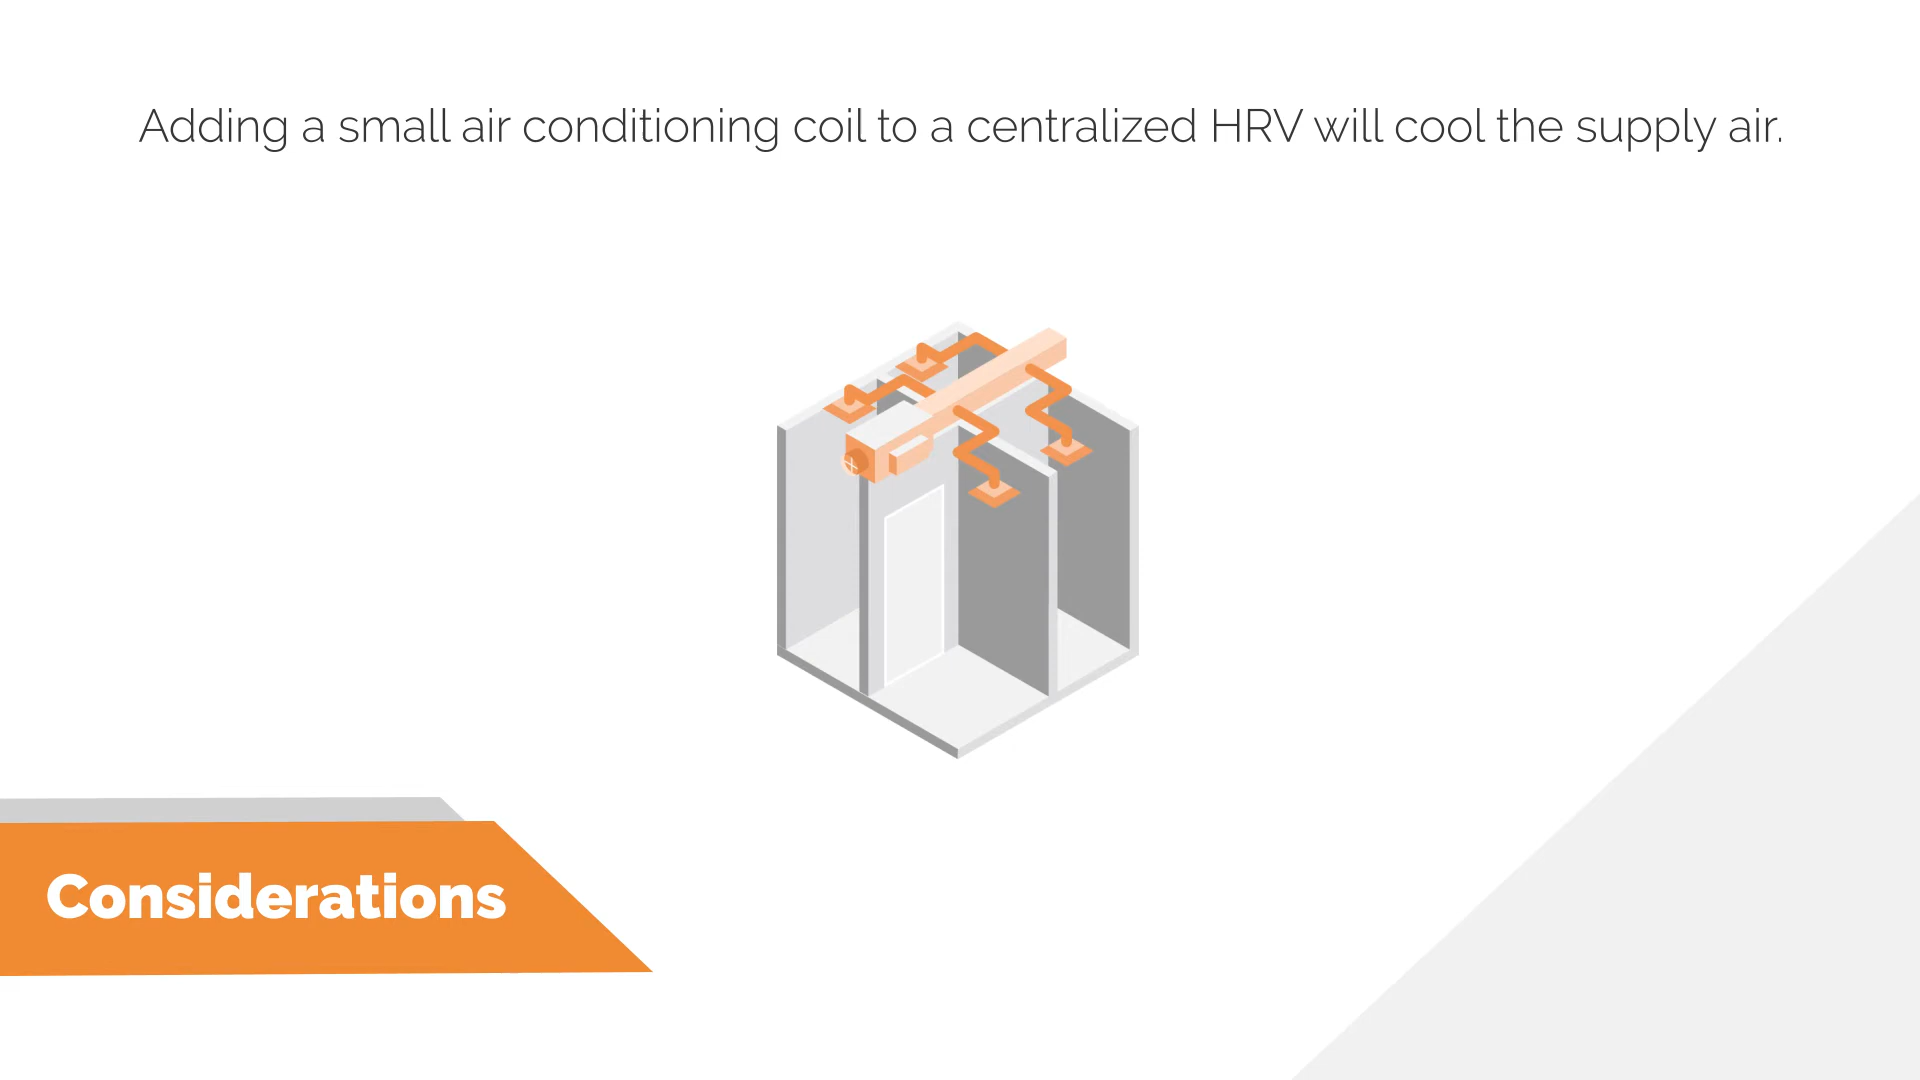 Adding a small air conditioning coil to a centralized HRV will cool the supply air.
Considerations